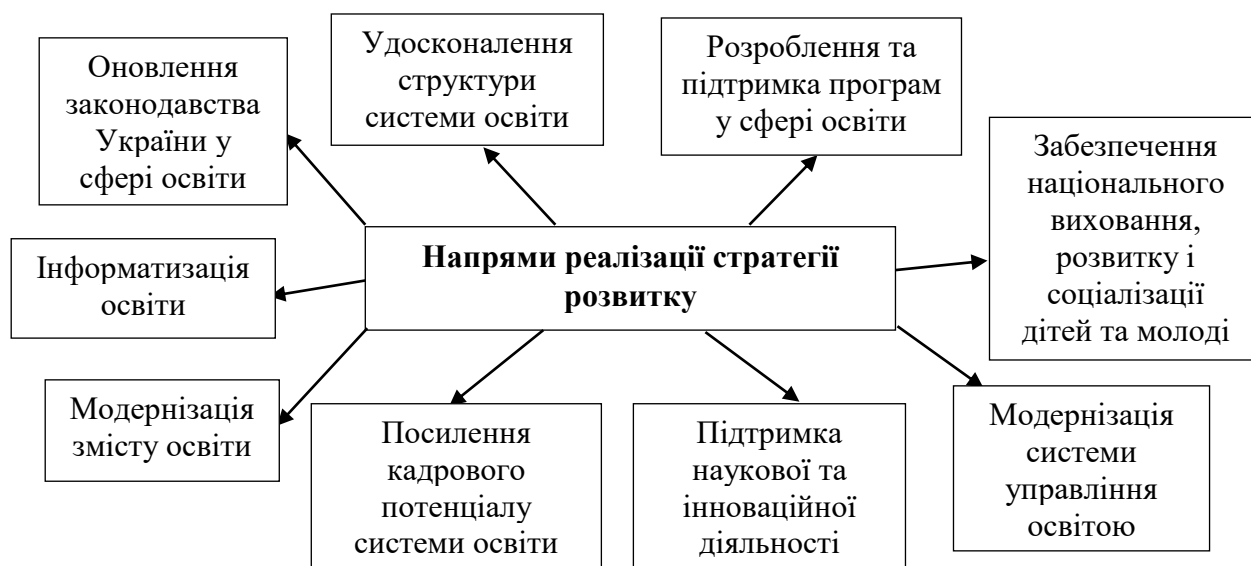 Оновлення
законодавства
України у
сфері освіти
Удосконалення
структури
системи освіти
Розроблення та
підтримка програм
у сфері освіти
Забезпечення
національного
виховання,
розвитку і
соціалізації
дітей та молоді
Напрями реалізації стратегії
розвитку
Інформатизація
освіти
Модернізація
змісту освіти
Посилення
кадрового
потенціалу
системи освіти
Підтримка
наукової та
інноваційної
діяльності
Модернізація
системи
управління
освітою